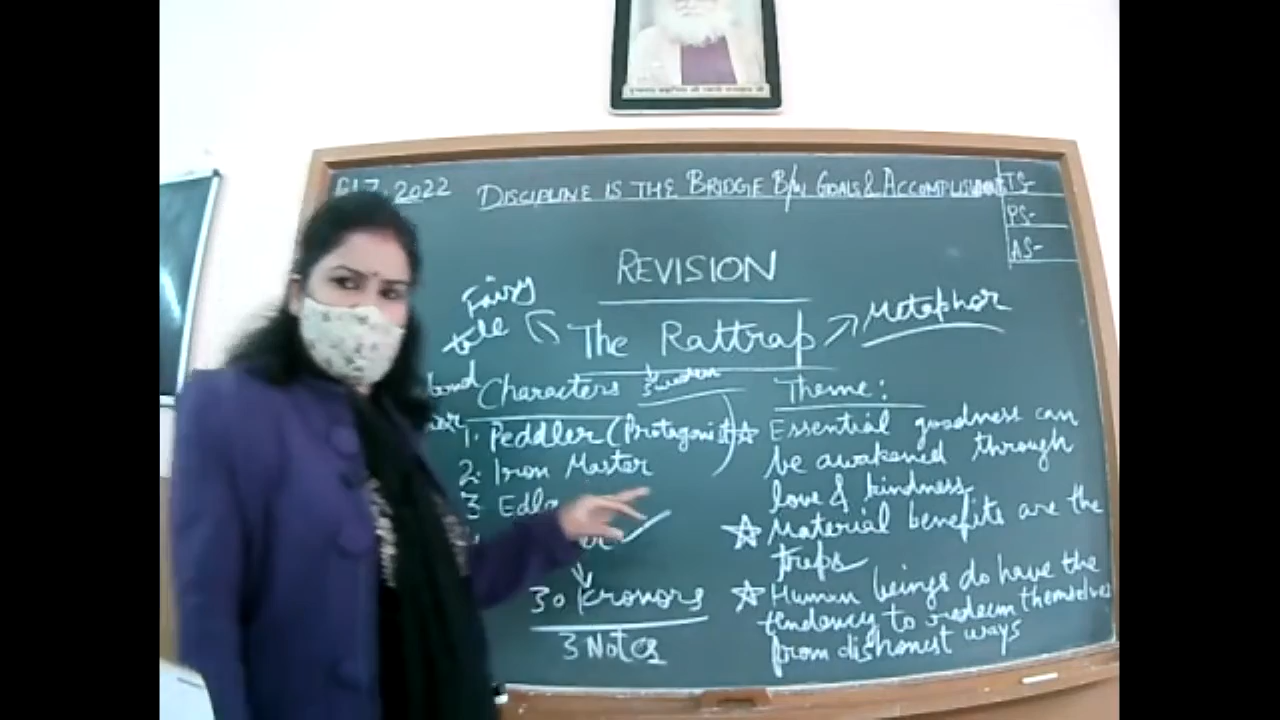 2022
DISCIPLINE IS THE BRIDGE B/W GOALS & ACCOMPLISHMENTS
TS-
PS-
AS-
REVISION
Fairy
tale
The Rattrap
Metaphor
Characters
Sweden
1. Peddler (Protagonist)
2. Iron Master
3 Edla
30 Kronors
3 Notes
Theme:
Essential goodness can
be awakened through
love & kindness
Material benefits are the
traps
Human beings do have the
tendency to redeem themselves
from dishonest ways